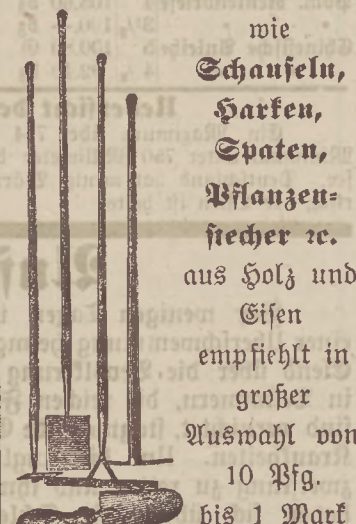 wie
Schaufeln,
Harken,
Spaten,
Pflanzen=
stecher ꝛc.
aus Holz und
Eisen
empfiehlt in
großer
Auswahl von
10 Pfg.
bis 1 Mark